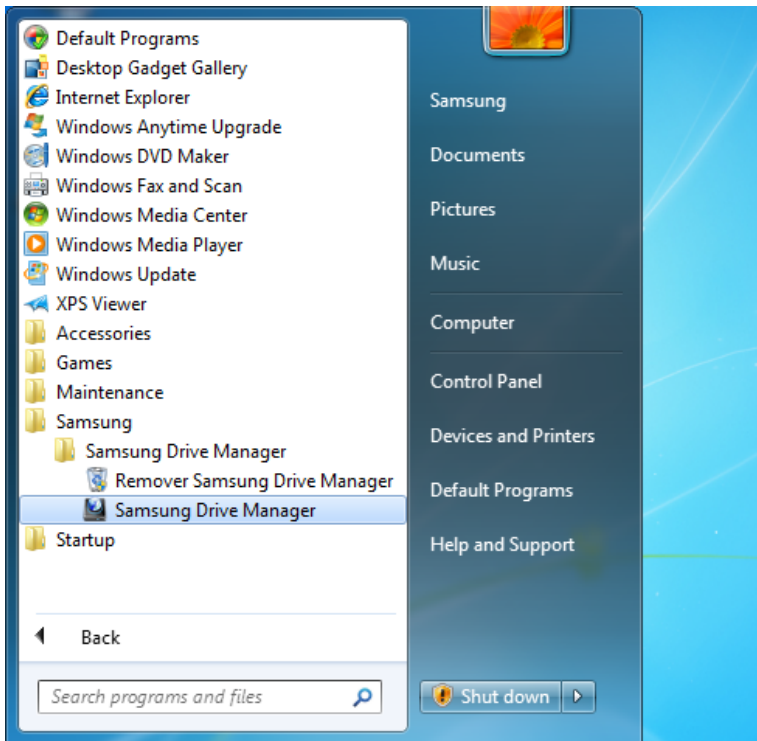 Default Programs
Desktop Gadget Gallery
Internet Explorer
Windows Anytime Upgrade
Windows DVD Maker
Windows Fax and Scan
Windows Media Center
Windows Media Player
Windows Update
XPS Viewer
Accessories
Games
Maintenance
Samsung
Samsung Drive Manager
Remover Samsung Drive Manager
Samsung Drive Manager
Startup
Back
Search programs and files
Samsung
Documents
Pictures
Music
Computer
Control Panel
Devices and Printers
Default Programs
Help and Support
Shut down